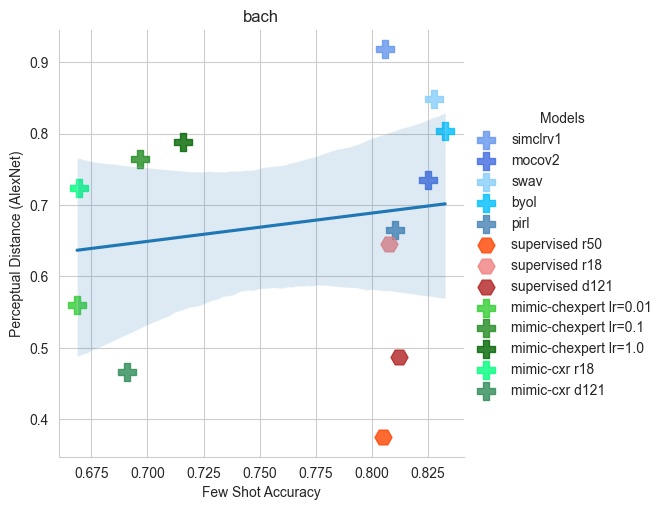 bach
0.9
0.8
0.7
0.6
0.5
0.4
Perceptual Distance (AlexNet)
0.675
0.700
0.725
0.750
0.775
0.800
0.825
Few Shot Accuracy
Models
simclrv1
mocov2
swav
byol
pirl
supervised r50
supervised r18
supervised d121
mimic-chexpert lr=0.01
mimic-chexpert lr=0.1
mimic-chexpert lr=1.0
mimic-cxr r18
mimic-cxr d121